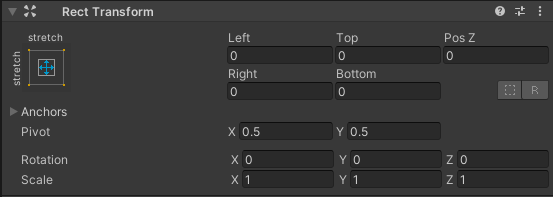 Rect Transform
stretch
stretch
Left Top Pos Z
0 0 0
Right Bottom
0 0
R
Anchors
Pivot X 0.5 Y 0.5
Rotation X 0 Y 0 Z 0
Scale X 1 Y 1 Z 1